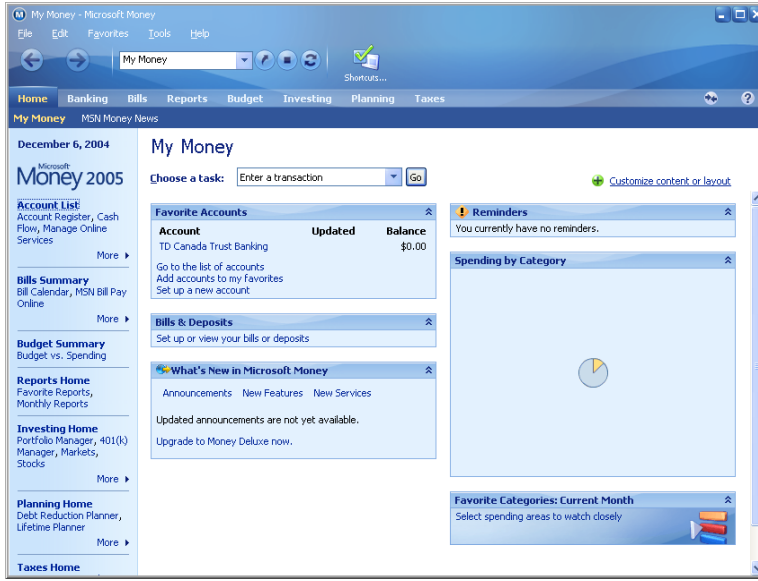 My Money - Microsoft Money
File Edit Favorites Tools Help
My Money
Shortcuts...
Home Banking Bills Reports Budget Investing Planning Taxes
My Money MSN Money News
December 6, 2004
Microsoft
Money 2005
Account List
Account Register, Cash
Flow, Manage Online
Services
More
Bills Summary
Bill Calendar, MSN Bill Pay
Online
More
Budget Summary
Budget vs. Spending
Reports Home
Favorite Reports,
Monthly Reports
Investing Home
Portfolio Manager, 401(k)
Manager, Markets,
Stocks
More
Planning Home
Debt Reduction Planner,
Lifetime Planner
More
Taxes Home
My Money
Choose a task: Enter a transaction Go
Customize content or layout
Favorite Accounts
Account Updated Balance
TD Canada Trust Banking $0.00
Go to the list of accounts
Add accounts to my favorites
Set up a new account
Bills & Deposits
Set up or view your bills or deposits
What's New in Microsoft Money
Announcements New Features New Services
Updated announcements are not yet available.
Upgrade to Money Deluxe now.
Reminders
You currently have no reminders.
Spending by Category
Favorite Categories: Current Month
Select spending areas to watch closely